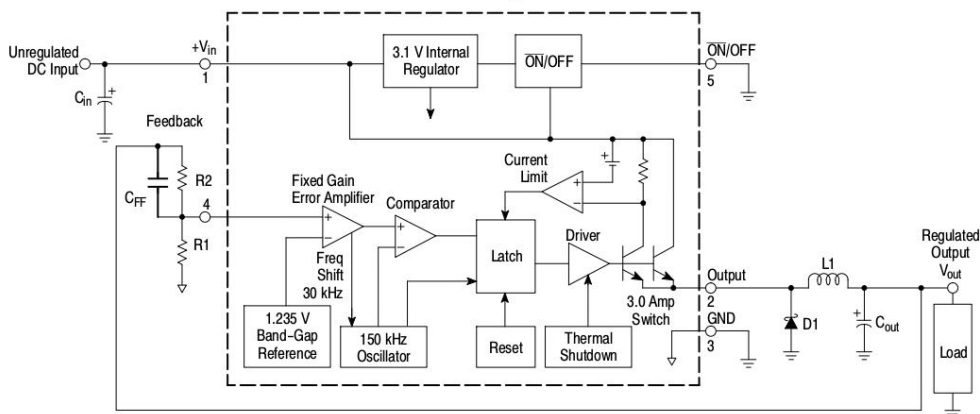 Unregulated
DC Input
+Vin
1
Cin
Feedback
CFF
R2
4
R1
3.1 V Internal
Regulator
O̅N̅/OFF
O̅N̅/OFF
5
Current
Limit
+
−
+
Fixed Gain
Error Amplifier
+
−
Comparator
+
−
Freq
Shift
30 kHz
Latch
Driver
1.235 V
Band-Gap
Reference
150 kHz
Oscillator
Reset
Thermal
Shutdown
3.0 Amp
Switch
Output
2
GND
3
L1
D1
+
Cout
Regulated
Output
Vout
Load